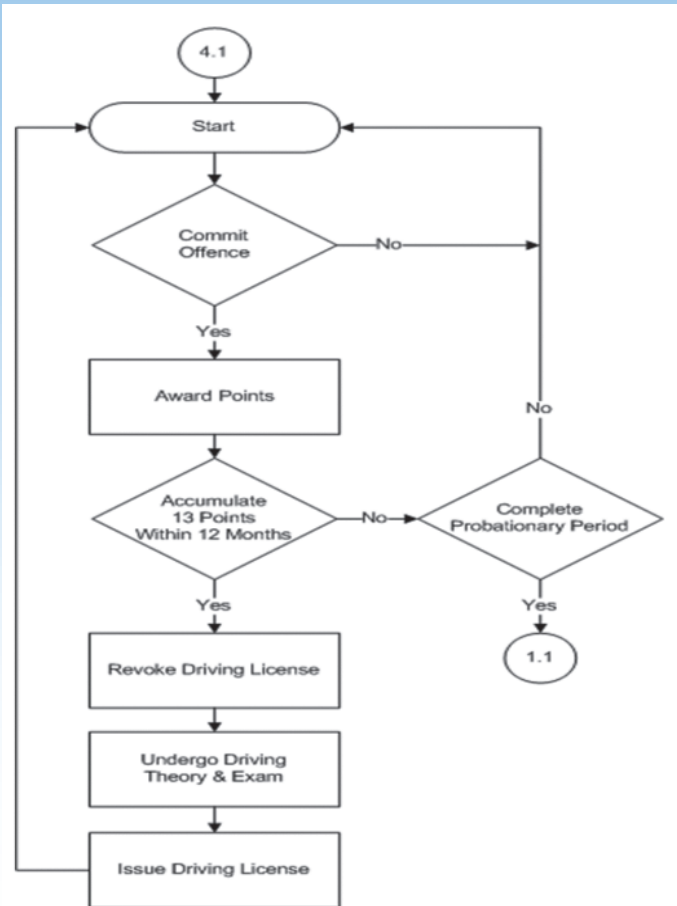 4.1
Start
Commit
Offence
No
Yes
Award Points
No
Accumulate
13 Points
Within 12 Months
No
Complete
Probationary Period
Yes
Yes
Revoke Driving License
1.1
Undergo Driving
Theory & Exam
Issue Driving License